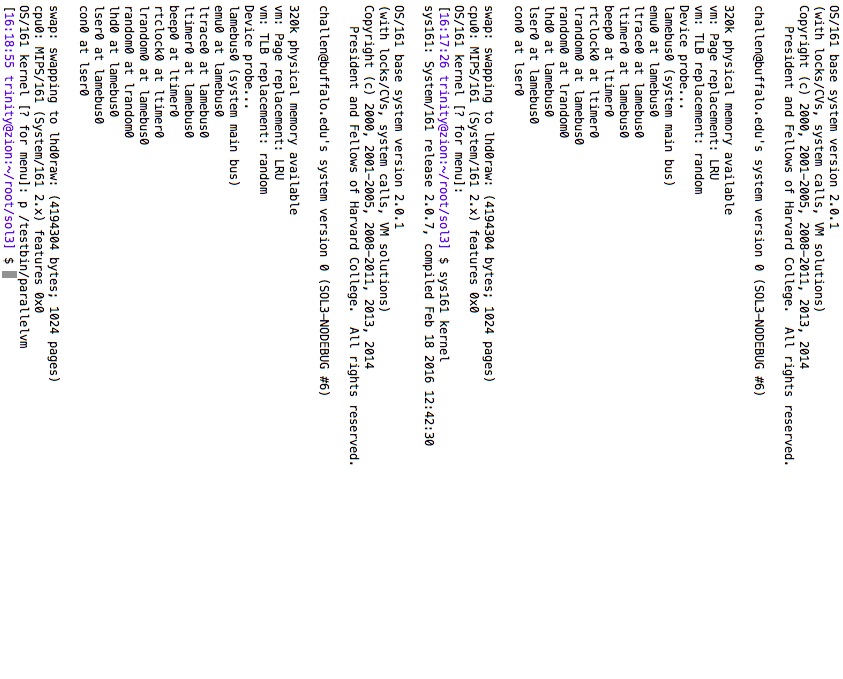 OS/161 base system version 2.0.1
(with locks/CVs, system calls, VM solutions)
Copyright (c) 2000, 2001-2005, 2008-2011, 2013, 2014
President and Fellows of Harvard College.  All rights reserved.
challen@buffalo.edu's system version 0 (SOL3-NODEBUG #6)
320k physical memory available
vm: Page replacement: LRU
vm: TLB replacement: random
Device probe...
lamebus0 (system main bus)
emu0 at lamebus0
ltrace0 at lamebus0
ltimer0 at lamebus0
beep0 at ltimer0
rtclock0 at ltimer0
lrandom0 at lamebus0
random0 at lrandom0
lhd0 at lamebus0
lser0 at lamebus0
con0 at lser0
swap: swapping to lhd0raw: (4194304 bytes; 1024 pages)
cpu0: MIPS/161 (System/161 2.x) features 0x0
OS/161 kernel [? for menu]:
[16:17:26 trinity@zion:~/root/sol3] $ sys161 kernel
sys161: System/161 release 2.0.7, compiled Feb 18 2016 12:42:30
OS/161 base system version 2.0.1
(with locks/CVs, system calls, VM solutions)
Copyright (c) 2000, 2001-2005, 2008-2011, 2013, 2014
President and Fellows of Harvard College.  All rights reserved.
challen@buffalo.edu's system version 0 (SOL3-NODEBUG #6)
320k physical memory available
vm: Page replacement: LRU
vm: TLB replacement: random
Device probe...
lamebus0 (system main bus)
emu0 at lamebus0
ltrace0 at lamebus0
ltimer0 at lamebus0
beep0 at ltimer0
rtclock0 at ltimer0
lrandom0 at lamebus0
random0 at lrandom0
lhd0 at lamebus0
lser0 at lamebus0
con0 at lser0
swap: swapping to lhd0raw: (4194304 bytes; 1024 pages)
cpu0: MIPS/161 (System/161 2.x) features 0x0
OS/161 kernel [? for menu]: p /testbin/parallelvm
[16:18:55 trinity@zion:~/root/sol3] $